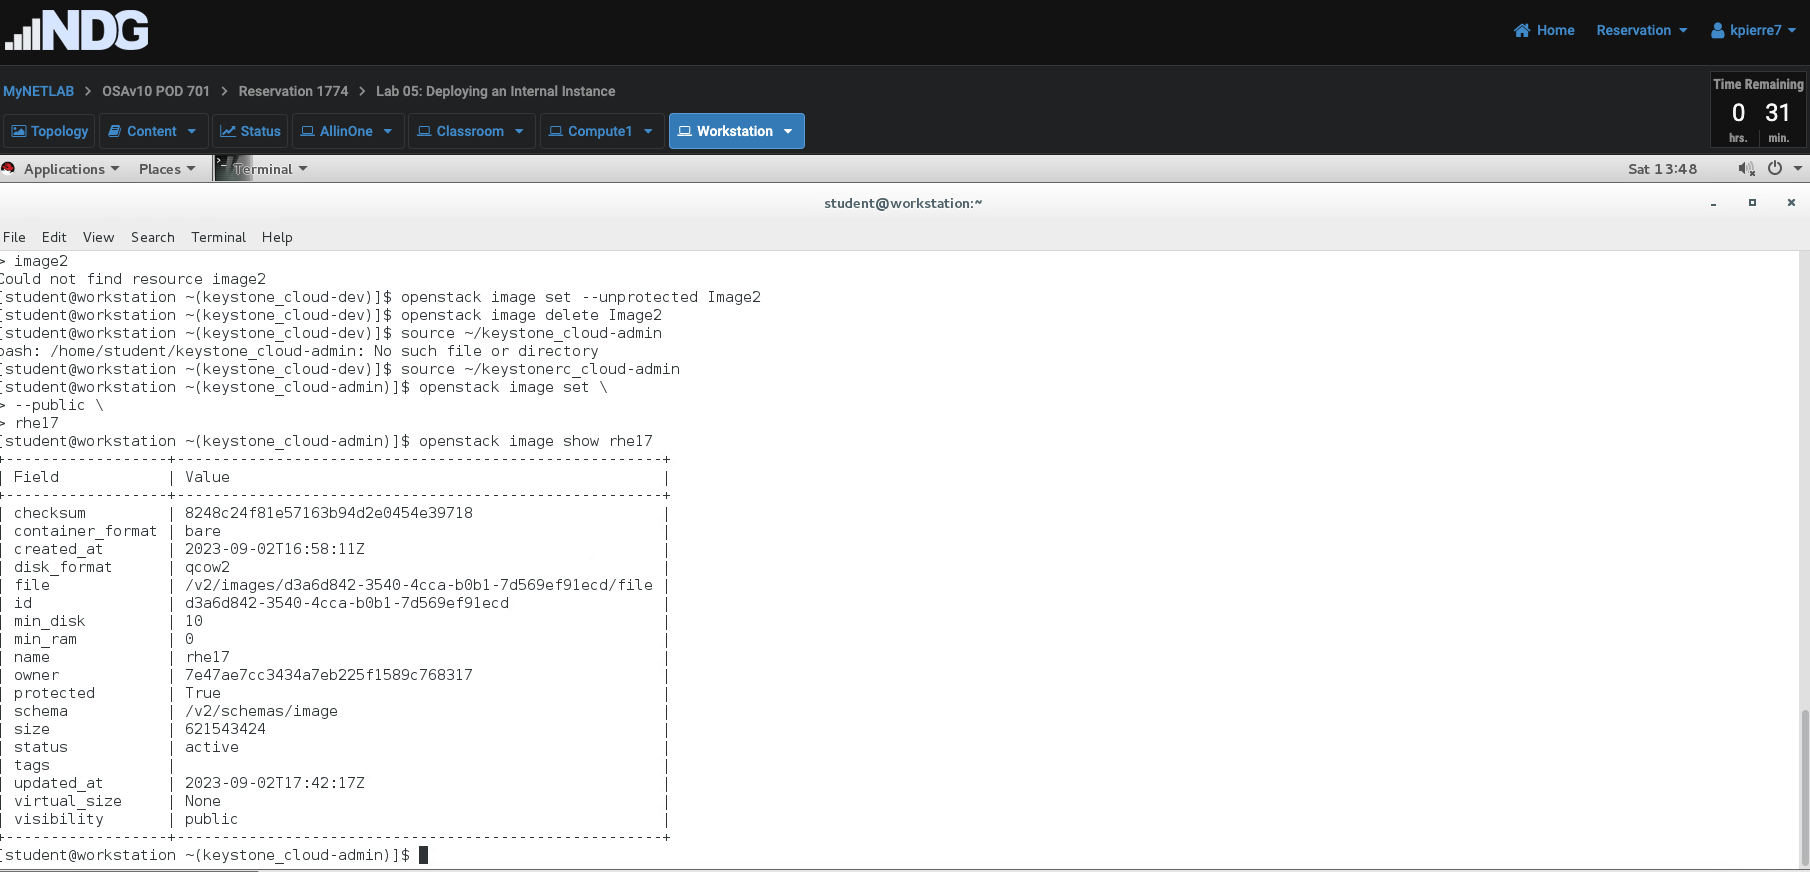 NDG
Home Reservation kpierre7
MyNETLAB > OSAv10 POD 701 > Reservation 1774 > Lab 05: Deploying an Internal Instance
Time Remaining
0 31
hrs. min.
Topology Content Status AllinOne Classroom Compute1 Workstation
Applications Places Terminal Sat 13:48
student@workstation:~
File Edit View Search Terminal Help
> image2
Could not find resource image2
[student@workstation ~(keystone_cloud-dev)]$ openstack image set --unprotected Image2
[student@workstation ~(keystone_cloud-dev)]$ openstack image delete Image2
[student@workstation ~(keystone_cloud-dev)]$ source ~/keystone_cloud-admin
bash: /home/student/keystone_cloud-admin: No such file or directory
[student@workstation ~(keystone_cloud-dev)]$ source ~/keystonerc_cloud-admin
[student@workstation ~(keystone_cloud-admin)]$ openstack image set \
> --public \
> rhel7
[student@workstation ~(keystone_cloud-admin)]$ openstack image show rhel7
+------------------+------------------------------------------------------+
| Field | Value |
+------------------+------------------------------------------------------+
| checksum | 8248c24f81e57163b94d2e0454e39718 |
| container_format | bare |
| created_at | 2023-09-02T16:58:11Z |
| disk_format | qcow2 |
| file | /v2/images/d3a6d842-3540-4cca-b0b1-7d569ef91ecd/file |
| id | d3a6d842-3540-4cca-b0b1-7d569ef91ecd |
| min_disk | 10 |
| min_ram | 0 |
| name | rhel7 |
| owner | 7e47ae7cc3434a7eb225f1589c768317 |
| protected | True |
| schema | /v2/schemas/image |
| size | 621543424 |
| status | active |
| tags | |
| updated_at | 2023-09-02T17:42:17Z |
| virtual_size | None |
| visibility | public |
+------------------+------------------------------------------------------+
[student@workstation ~(keystone_cloud-admin)]$